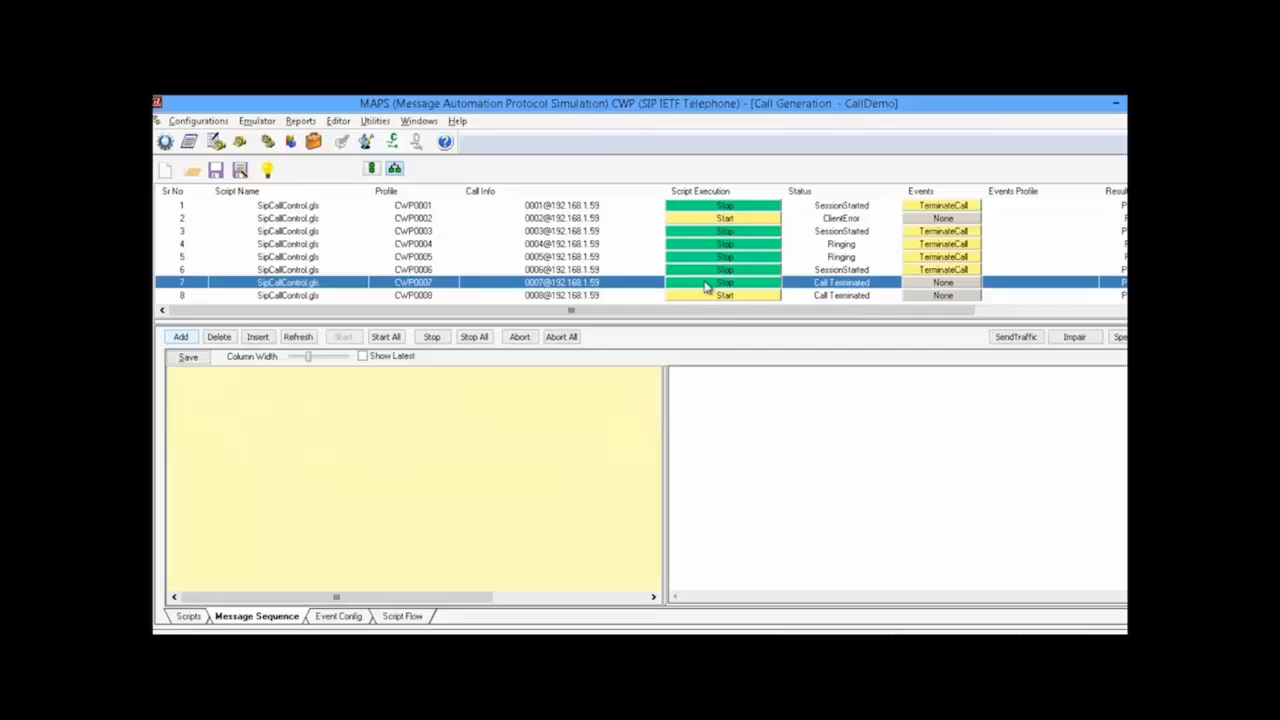 MAPS (Message Automation Protocol Simulation) CWP (SIP IETF Telephone) - [Call Generation - CallDemo]
Configurations Emulator Reports Editor Utilities Windows Help
Sr No Script Name Profile Call Info Script Execution Status Events Events Profile Resul
1 SipCallControl.gls CWP0001 0001@192.168.1.59 Stop SessionStarted TerminateCall P
2 SipCallControl.gls CWP0002 0002@192.168.1.59 Start ClientError None P
3 SipCallControl.gls CWP0003 0003@192.168.1.59 Stop SessionStarted TerminateCall P
4 SipCallControl.gls CWP0004 0004@192.168.1.59 Stop Ringing TerminateCall P
5 SipCallControl.gls CWP0005 0005@192.168.1.59 Stop Ringing TerminateCall P
6 SipCallControl.gls CWP0006 0006@192.168.1.59 Stop SessionStarted TerminateCall P
7 SipCallControl.gls CWP0007 0007@192.168.1.59 Stop Call Terminated None P
8 SipCallControl.gls CWP0008 0008@192.168.1.59 Start Call Terminated None P
Add Delete Insert Refresh Start Start All Stop Stop All Abort Abort All SendTraffic Impair Spe
Save Column Width Show Latest
Scripts Message Sequence Event Config Script Flow